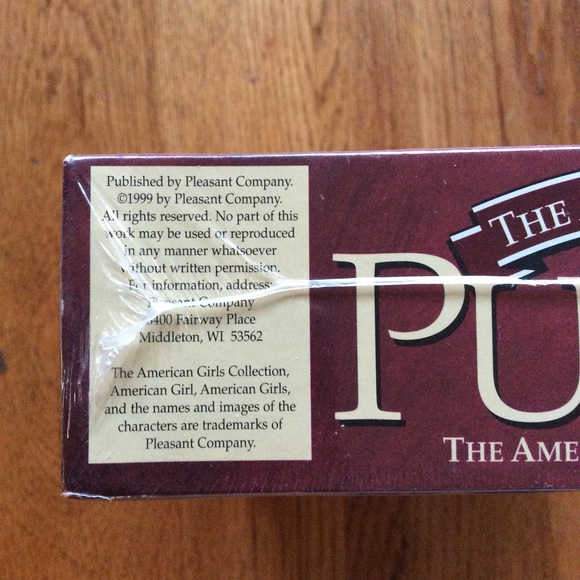 Published by Pleasant Company.
©1999 by Pleasant Company.
All rights reserved. No part of this
work may be used or reproduced
in any manner whatsoever
without written permission.
For information, address:
Pleasant Company
8400 Fairway Place
Middleton, WI 53562
The American Girls Collection,
American Girl, American Girls,
and the names and images of the
characters are trademarks of
Pleasant Company.
THE
PU
THE AME